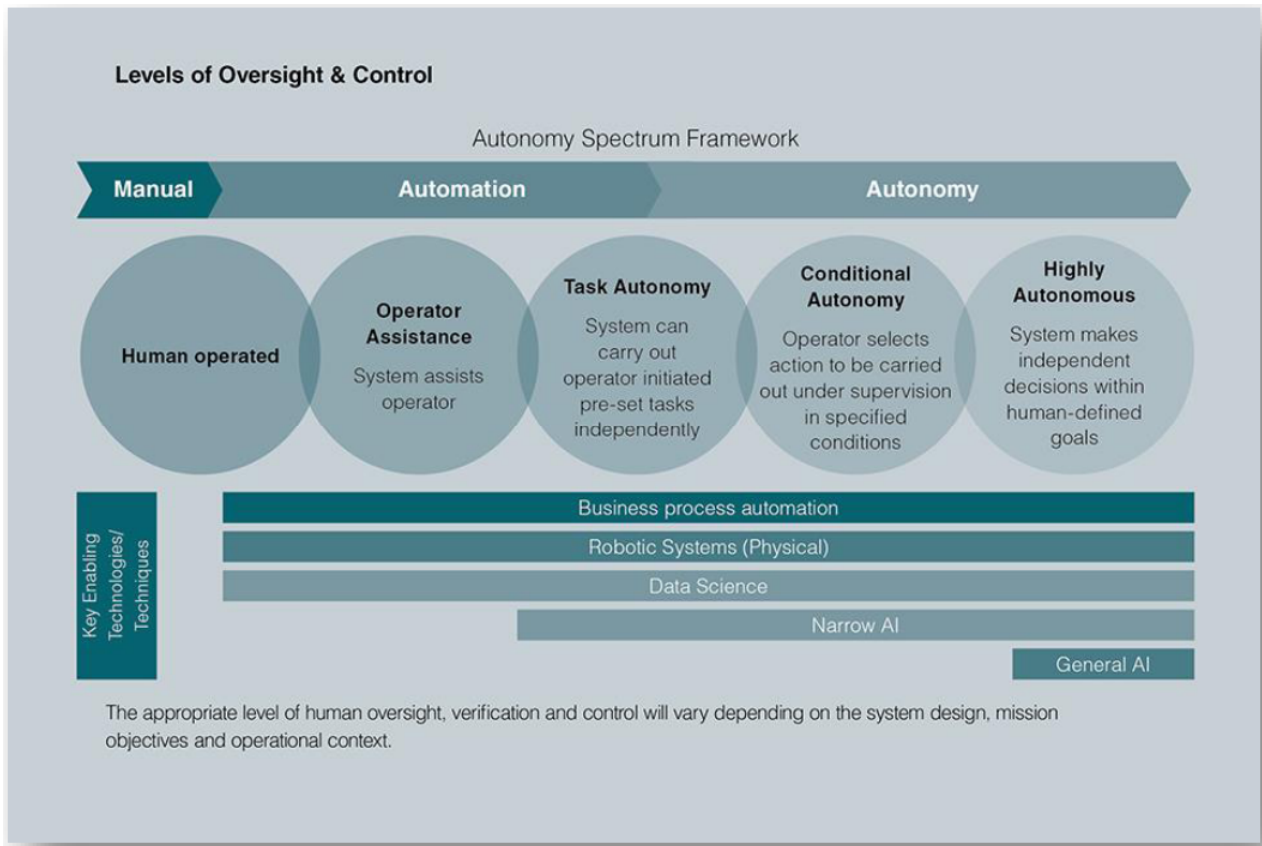 Levels of Oversight & Control
Autonomy Spectrum Framework
Manual
Automation
Autonomy
Human operated
Operator
Assistance
System assists
operator
Task Autonomy
System can
carry out
operator initiated
pre-set tasks
independently
Conditional
Autonomy
Operator selects
action to be carried
out under supervision
in specified
conditions
Highly
Autonomous
System makes
independent
decisions within
human-defined
goals
Key Enabling
Technologies/
Techniques
Business process automation
Robotic Systems (Physical)
Data Science
Narrow AI
General AI
The appropriate level of human oversight, verification and control will vary depending on the system design, mission
objectives and operational context.